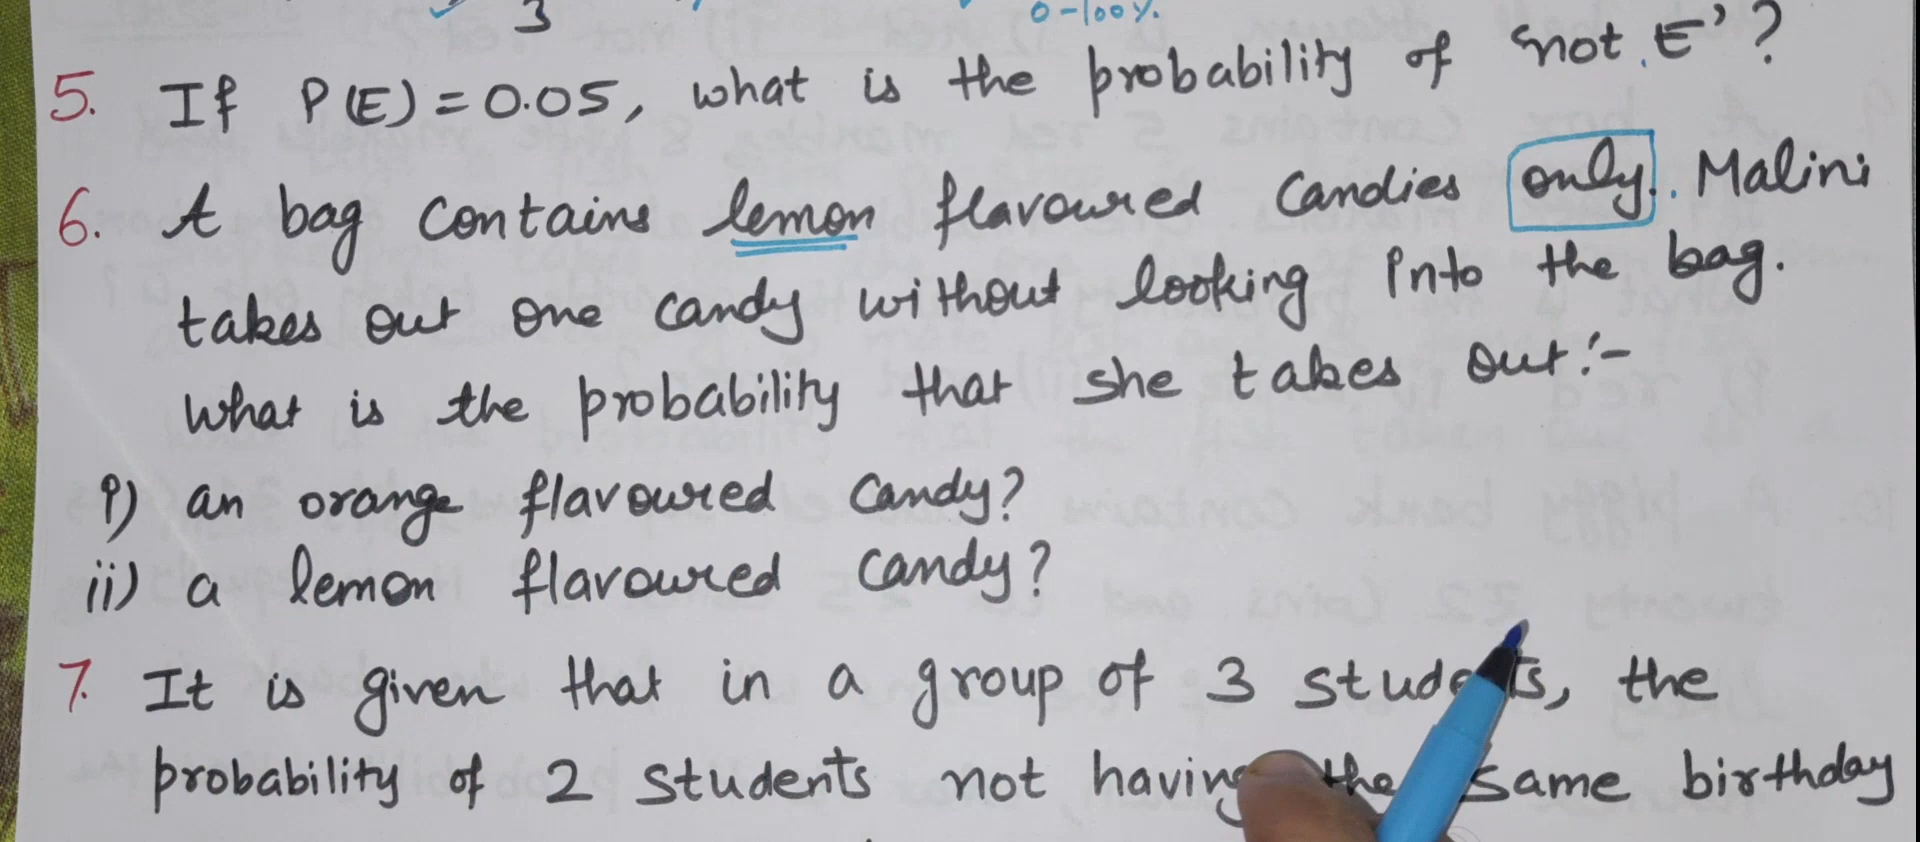 3
0-100%.
5. If P(E) = 0.05, what is the probability of 'not E'?
6. A bag contains lemon flavoured candies only. Malini
takes out one candy without looking into the bag.
What is the probability that she takes out:-
i) an orange flavoured candy?
ii) a lemon flavoured candy?
7. It is given that in a group of 3 students, the
probability of 2 students not having the same birthday